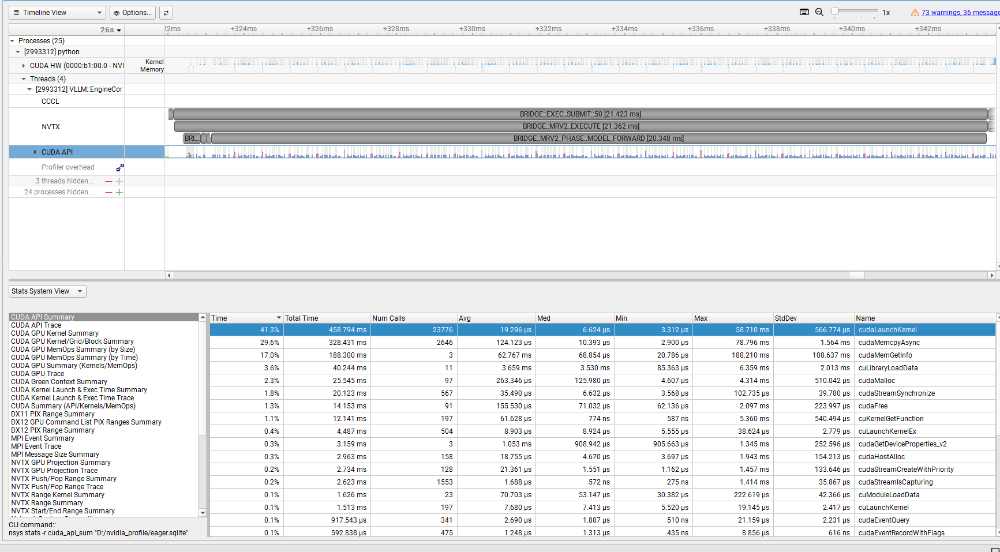 Timeline View Options... 1x 73 warnings, 36 message
26s 22ms +324ms +326ms +328ms +330ms +332ms +334ms +336ms +338ms +340ms +342ms
Processes (25)
[2993312] python
CUDA HW (0000:b1:00.0 - NVI Kernel
Memory
Threads (4)
[2993312] VLLM::EngineCor
CCCL
BRIDGE::EXEC_SUBMIT::50 [21.423 ms] ...
NVTX BRIDGE::MRV2_EXECUTE [21.362 ms] ...
BRI... BRIDGE::MRV2_PHASE::MODEL_FORWARD [20.348 ms]
CUDA API
Profiler overhead
3 threads hidden...
24 processes hidden...
Stats System View
CUDA API Summary
CUDA API Trace
CUDA GPU Kernel Summary
CUDA GPU Kernel/Grid/Block Summary
CUDA GPU MemOps Summary (by Size)
CUDA GPU MemOps Summary (by Time)
CUDA GPU Summary (Kernels/MemOps)
CUDA GPU Trace
CUDA Green Context Summary
CUDA Kernel Launch & Exec Time Summary
CUDA Kernel Launch & Exec Time Trace
CUDA Summary (API/Kernels/MemOps)
DX11 PIX Range Summary
DX12 GPU Command List PIX Ranges Summary
DX12 PIX Range Summary
MPI Event Summary
MPI Event Trace
MPI Message Size Summary
NVTX GPU Projection Summary
NVTX GPU Projection Trace
NVTX Push/Pop Range Summary
NVTX Push/Pop Range Trace
NVTX Range Kernel Summary
NVTX Range Summary
NVTX Start/End Range Summary
CLI command::
nsys stats -r cuda_api_sum "D:/nvidia_profile/eager.sqlite"
Time Total Time Num Calls Avg Med Min Max StdDev Name
41.3% 458.794 ms 23776 19.296 μs 6.624 μs 3.312 μs 58.710 ms 566.774 μs cudaLaunchKernel
29.6% 328.431 ms 2646 124.123 μs 10.393 μs 2.900 μs 78.796 ms 1.564 ms cudaMemcpyAsync
17.0% 188.300 ms 3 62.767 ms 68.854 μs 20.786 μs 188.210 ms 108.637 ms cudaMemGetInfo
3.6% 40.244 ms 11 3.659 ms 3.530 ms 85.363 μs 6.359 ms 2.013 ms cuLibraryLoadData
2.3% 25.545 ms 97 263.346 μs 125.980 μs 4.607 μs 4.314 ms 510.042 μs cudaMalloc
1.8% 20.123 ms 567 35.490 μs 6.632 μs 3.568 μs 102.735 μs 39.780 μs cudaStreamSynchronize
1.3% 14.153 ms 91 155.530 μs 71.032 μs 62.136 μs 2.097 ms 223.997 μs cudaFree
1.1% 12.141 ms 197 61.628 μs 774 ns 587 ns 5.360 ms 540.494 μs cuKernelGetFunction
0.4% 4.487 ms 504 8.903 μs 8.924 μs 5.555 μs 38.624 μs 2.779 μs cuLaunchKernelEx
0.3% 3.159 ms 3 1.053 ms 908.942 μs 905.663 μs 1.345 ms 252.596 μs cudaGetDeviceProperties_v2
0.3% 2.963 ms 158 18.755 μs 4.670 μs 3.697 μs 1.943 ms 154.213 μs cudaHostAlloc
0.2% 2.734 ms 128 21.361 μs 1.551 μs 1.162 μs 1.457 ms 133.646 μs cudaStreamCreateWithPriority
0.2% 2.623 ms 1553 1.688 μs 572 ns 275 ns 1.414 ms 35.867 μs cudaStreamIsCapturing
0.1% 1.626 ms 23 70.703 μs 53.147 μs 30.382 μs 222.619 μs 42.366 μs cuModuleLoadData
0.1% 1.513 ms 197 7.680 μs 7.413 μs 5.520 μs 19.145 μs 2.417 μs cuLaunchKernel
0.1% 917.543 μs 341 2.690 μs 1.887 μs 510 ns 21.159 μs 2.231 μs cudaEventQuery
0.1% 592.838 μs 475 1.248 μs 1.313 μs 435 ns 8.856 μs 616 ns cudaEventRecordWithFlags